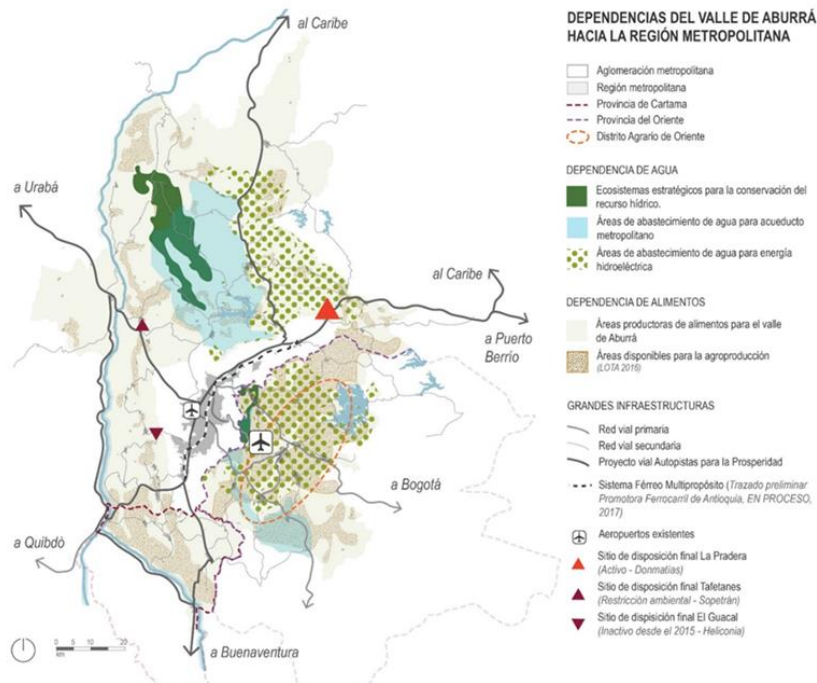 DEPENDENCIAS DEL VALLE DE ABURRÁ
HACIA LA REGIÓN METROPOLITANA
Aglomeración metropolitana
Región metropolitana
Provincia de Cartama
Provincia del Oriente
Distrito Agrario de Oriente
DEPENDENCIA DE AGUA
Ecosistemas estratégicos para la conservación del
recurso hídrico.
Áreas de abastecimiento de agua para acueducto
metropolitano
Áreas de abastecimiento de agua para energía
hidroeléctrica
DEPENDENCIA DE ALIMENTOS
Áreas productoras de alimentos para el valle
de Aburrá
Áreas disponibles para la agroproducción
(LOTA 2016)
GRANDES INFRAESTRUCTURAS
Red vial primaria
Red vial secundaria
Proyecto vial Autopistas para la Prosperidad
Sistema Férreo Multipropósito (Trazado preliminar
Promotora Ferrocarril de Antioquia, EN PROCESO,
2017)
Aeropuertos existentes
Sitio de disposición final La Pradera
(Activo - Donmatías)
Sitio de disposición final Tafetanes
(Restricción ambiental - Sopetrán)
Sitio de dispisición final El Guacal
(Inactivo desde el 2015 - Heliconia)
al Caribe
a Urabá
al Caribe
a Puerto
Berrío
a Bogotá
a Quibdò
a Buenaventura
0 5 10 20
km